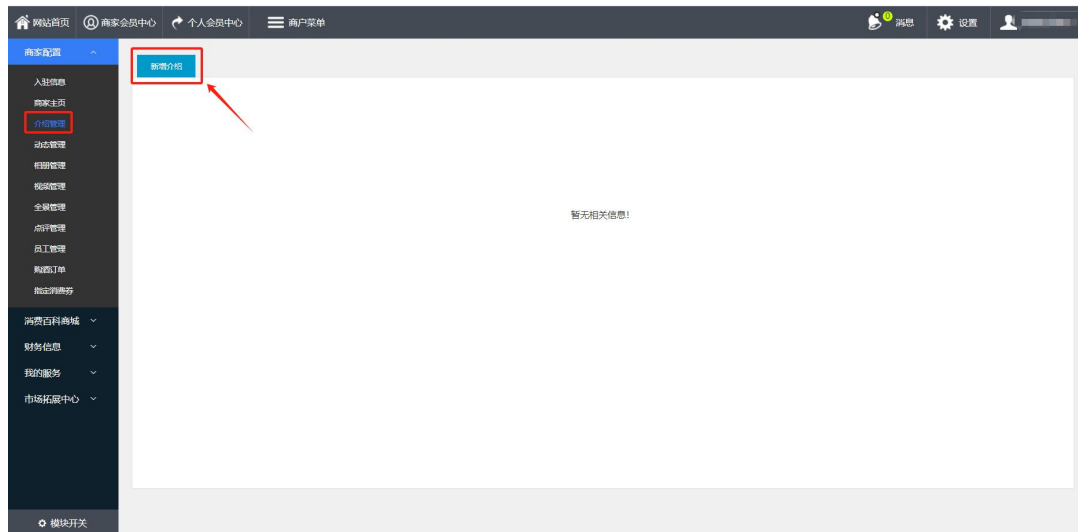 网站首页 商家会员中心 个人会员中心 商户菜单 0 消息 设置
商家配置
新增介绍
入驻信息
商家主页
介绍管理
动态管理
相册管理
视频管理
全景管理
暂无相关信息!
点评管理
员工管理
购酒订单
指定消费券
消费百科商城
财务信息
我的服务
市场拓展中心
模块开关